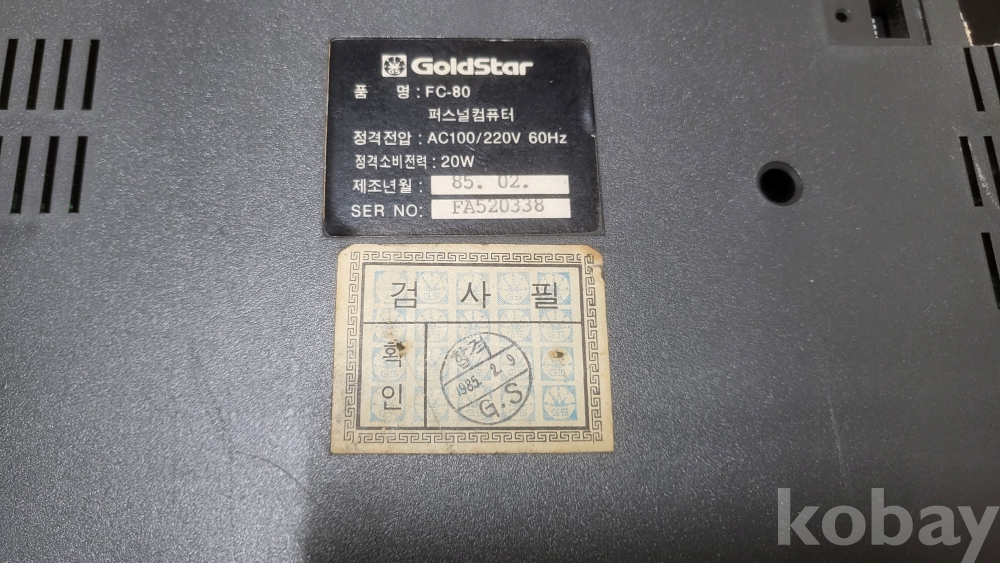 GoldStar
품 명 : FC-80
퍼스널컴퓨터
정격전압 : AC100/220V 60Hz
정격소비전력 : 20W
제조년월 : 85. 02.
SER NO: FA520338
검 사 필
확인
합격
1985. 2. 9
G.S
kobay